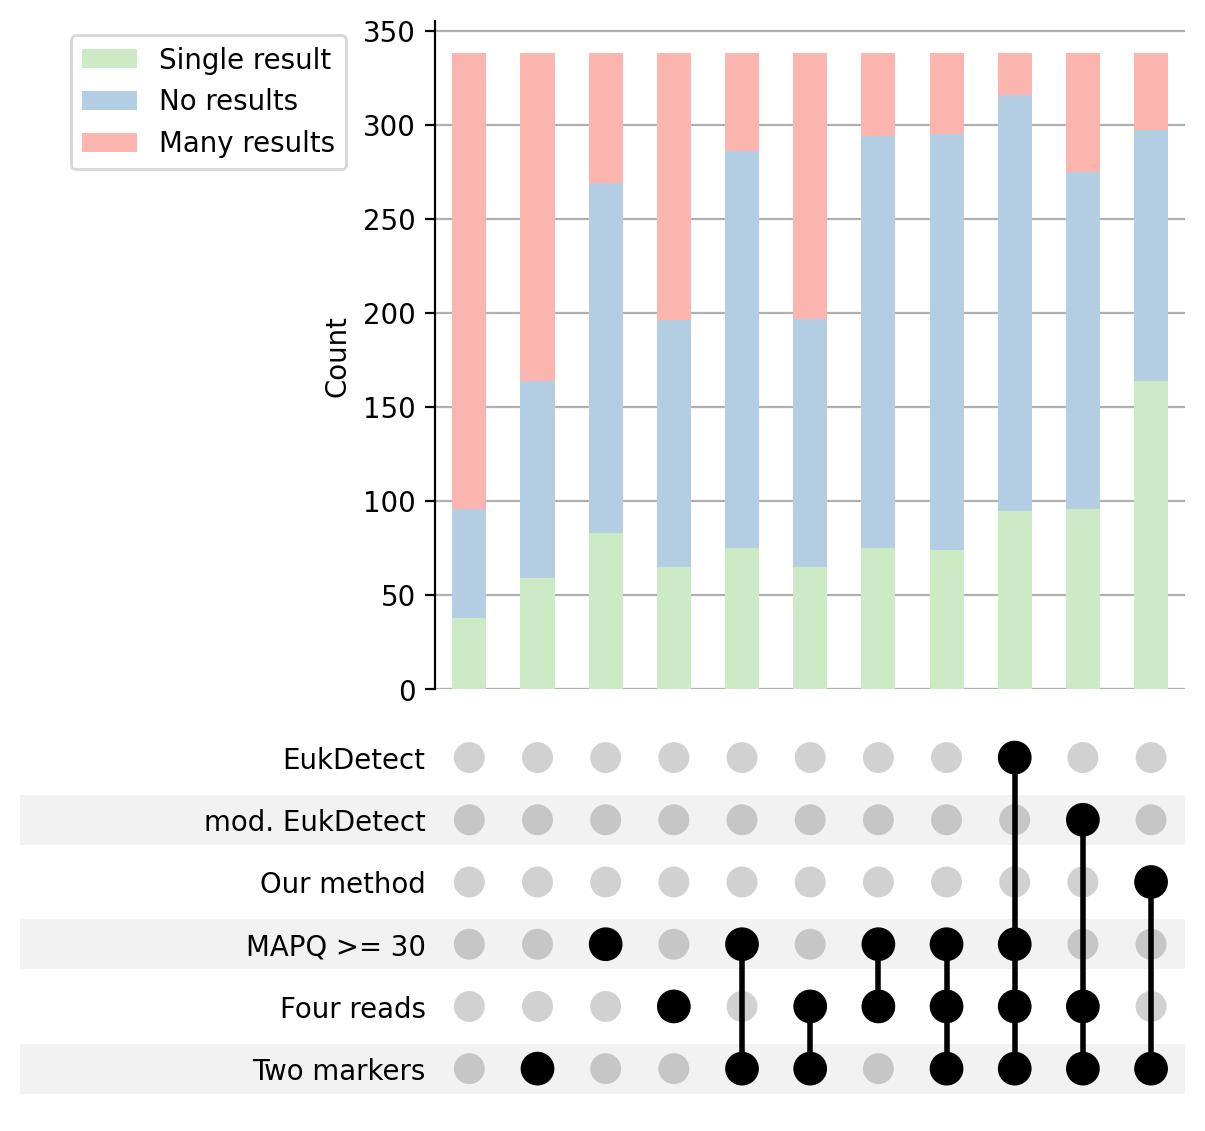 Single result
No results
Many results
350
300
250
200
150
100
50
0
Count
EukDetect
mod. EukDetect
Our method
MAPQ >= 30
Four reads
Two markers